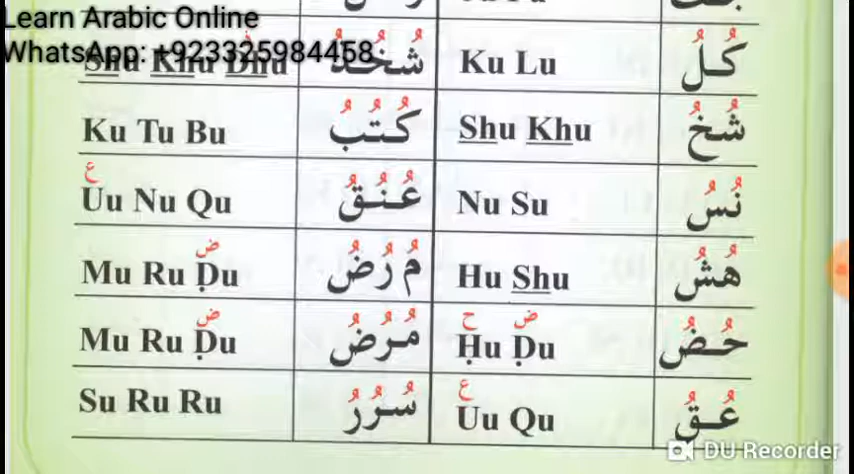 Learn Arabic Online
WhatsApp: +923325984458
Shu Khu Dhu شُخُذُ Ku Lu كُلُ
Ku Tu Bu كُتُبُ Shu Khu شُخُ
ع
Uu Nu Qu عُنُقُ Nu Su نُسُ
ض
Mu Ru Ḍu مُ رُضُ Hu Shu هُشُ
ض ح ض
Mu Ru Ḍu مُرُضُ Ḥu Ḍu حُضُ
ع
Su Ru Ru سُرُرُ Uu Qu عُقُ
DU Recorder